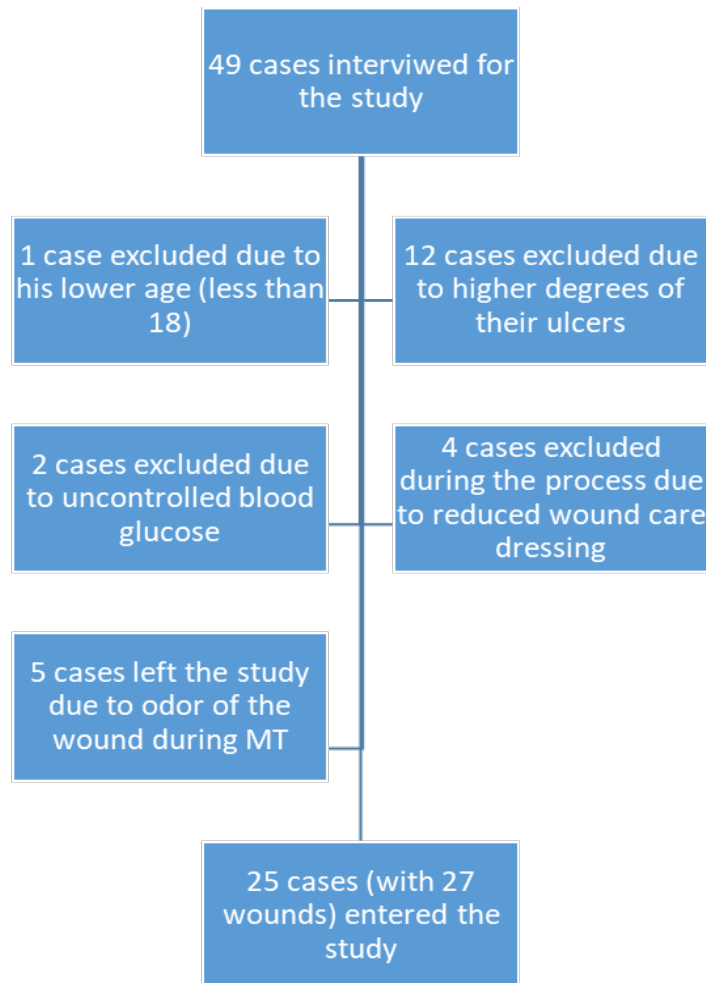 49 cases interviwed for
the study
1 case excluded due to
his lower age (less than
18)
12 cases excluded due
to higher degrees of
their ulcers
2 cases excluded due
to uncontrolled blood
glucose
4 cases excluded
during the process due
to reduced wound care
dressing
5 cases left the study
due to odor of the
wound during MT
25 cases (with 27
wounds) entered the
study